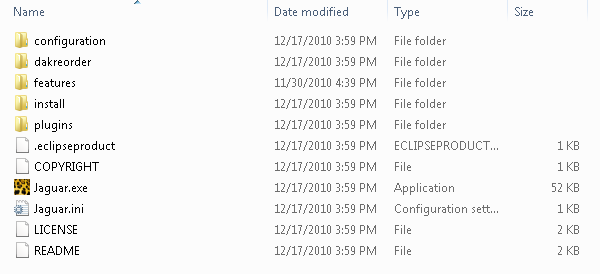 Name Date modified Type Size
configuration 12/17/2010 3:59 PM File folder
dakreorder 12/17/2010 3:59 PM File folder
features 11/30/2010 4:39 PM File folder
install 12/17/2010 3:59 PM File folder
plugins 12/17/2010 3:59 PM File folder
.eclipseproduct 12/17/2010 3:59 PM ECLIPSEPRODUCT... 1 KB
COPYRIGHT 12/17/2010 3:59 PM File 1 KB
Jaguar.exe 12/17/2010 3:59 PM Application 52 KB
Jaguar.ini 12/17/2010 3:59 PM Configuration sett... 1 KB
LICENSE 12/17/2010 3:59 PM File 2 KB
README 12/17/2010 3:59 PM File 2 KB